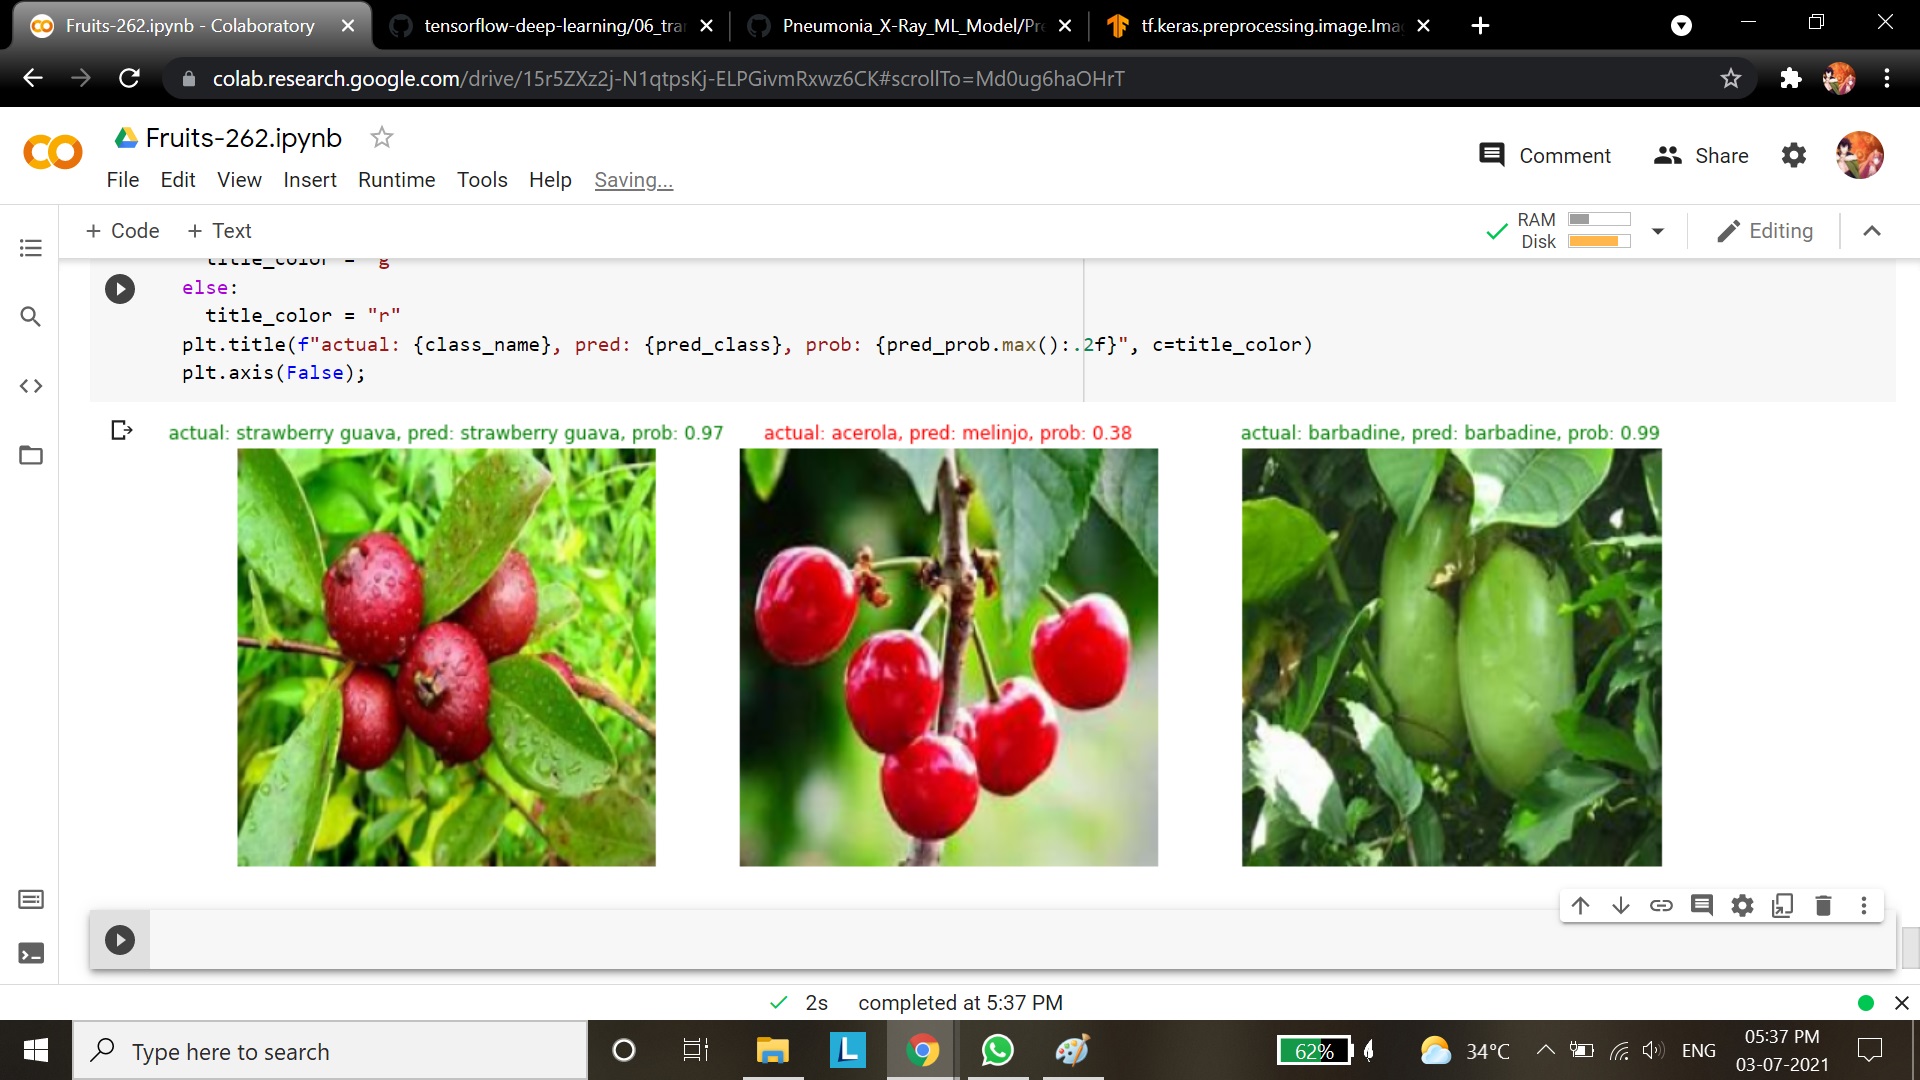 Fruits-262.ipynb - Colaboratory
tensorflow-deep-learning/06_tra
Pneumonia_X-Ray_ML_Model/Pr
tf.keras.preprocessing.image.Ima
colab.research.google.com/drive/15r5ZXz2j-N1qtpsKj-ELPGivmRxwz6CK#scrollTo=Md0ug6haOHrT
Fruits-262.ipynb
Comment
Share
File Edit View Insert Runtime Tools Help Saving...
+ Code + Text
RAM
Disk
Editing
title_color = "g"
else:
title_color = "r"
plt.title(f"actual: {class_name}, pred: {pred_class}, prob: {pred_prob.max():.2f}", c=title_color)
plt.axis(False);
actual: strawberry guava, pred: strawberry guava, prob: 0.97
actual: acerola, pred: melinjo, prob: 0.38
actual: barbadine, pred: barbadine, prob: 0.99
2s completed at 5:37 PM
Type here to search
L
62%
34°C
ENG
05:37 PM
03-07-2021